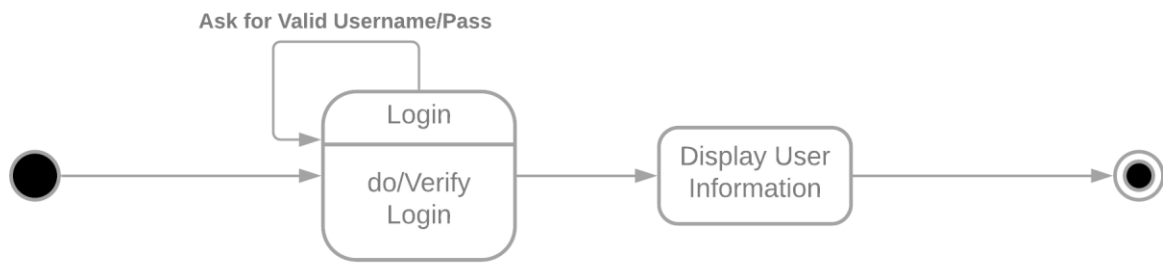 Ask for Valid Username/Pass
Login
do/Verify
Login
Display User
Information